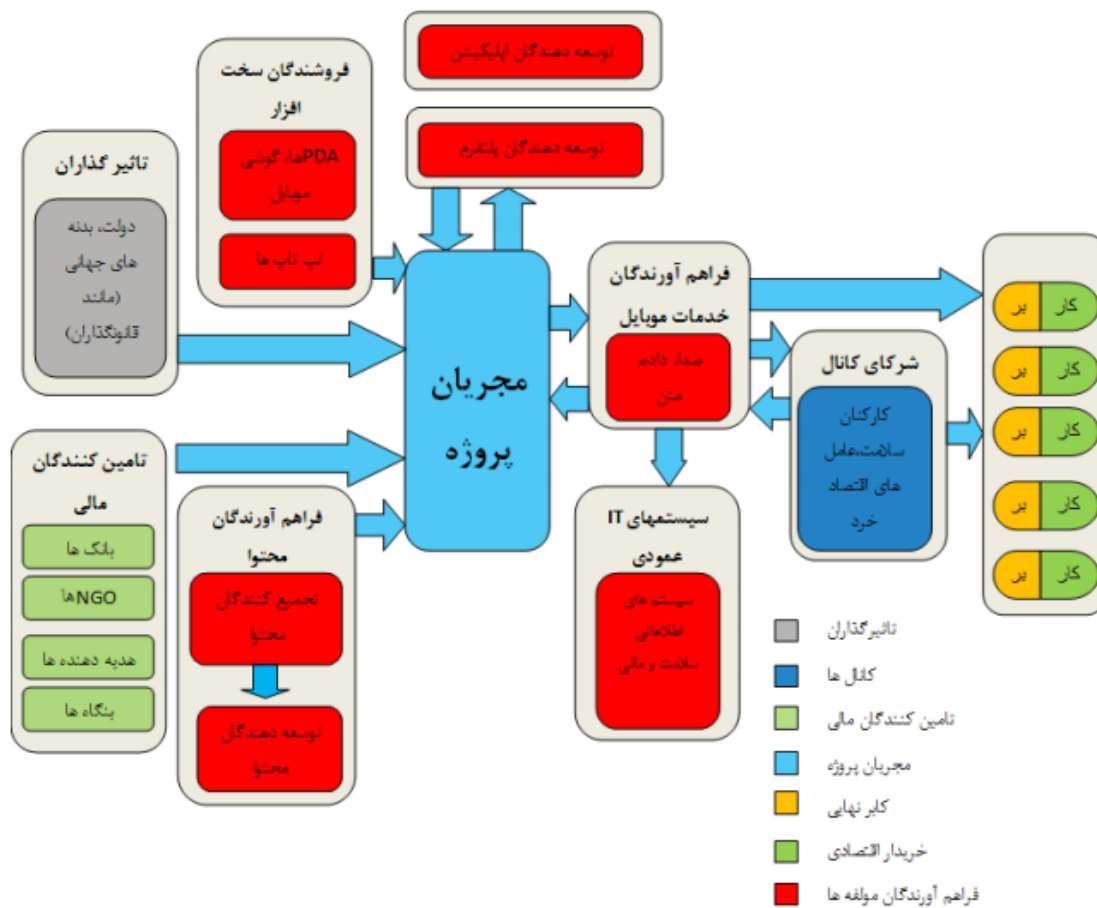 توسعه دهندگان اپلیکیشن
توسعه دهندگان پلتفرم
فروشندگان سخت
افزار
PDAها، گوشی
موبایل
لپ تاپ ها
تاثیر گذاران
دولت، بدنه
های جهانی
(مانند
قانونگذاران)
مجریان
پروژه
فراهم آورندگان
خدمات موبایل
صدا، داده،
متن
شرکای کانال
کارکنان
سلامت،عامل
های اقتصاد
خرد
کار بر
کار بر
کار بر
کار بر
کار بر
تامین کنندگان
مالی
بانک ها
NGOها
هدیه دهنده ها
بنگاه ها
فراهم آورندگان
محتوا
تجمیع کنندگان
محتوا
توسعه دهندگان
محتوا
سیستمهای IT
عمودی
سیستم های
اطلاعاتی
سلامت و مالی
تاثیرگذاران
کانال ها
تامین کنندگان مالی
مجریان پروژه
کابر نهایی
خریدار اقتصادی
فراهم آورندگان مولفه ها